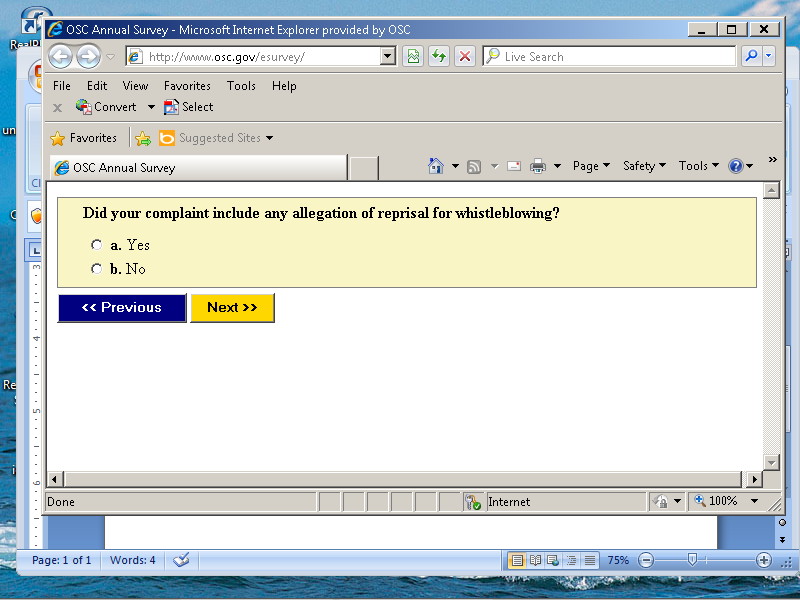 OSC Annual Survey - Microsoft Internet Explorer provided by OSC
http://www.osc.gov/esurvey/
Live Search
File Edit View Favorites Tools Help
x Convert Select
Favorites Suggested Sites
OSC Annual Survey
Page Safety Tools
Did your complaint include any allegation of reprisal for whistleblowing?
a. Yes
b. No
<< Previous Next >>
Done Internet 100%
Page: 1 of 1 Words: 4 75%